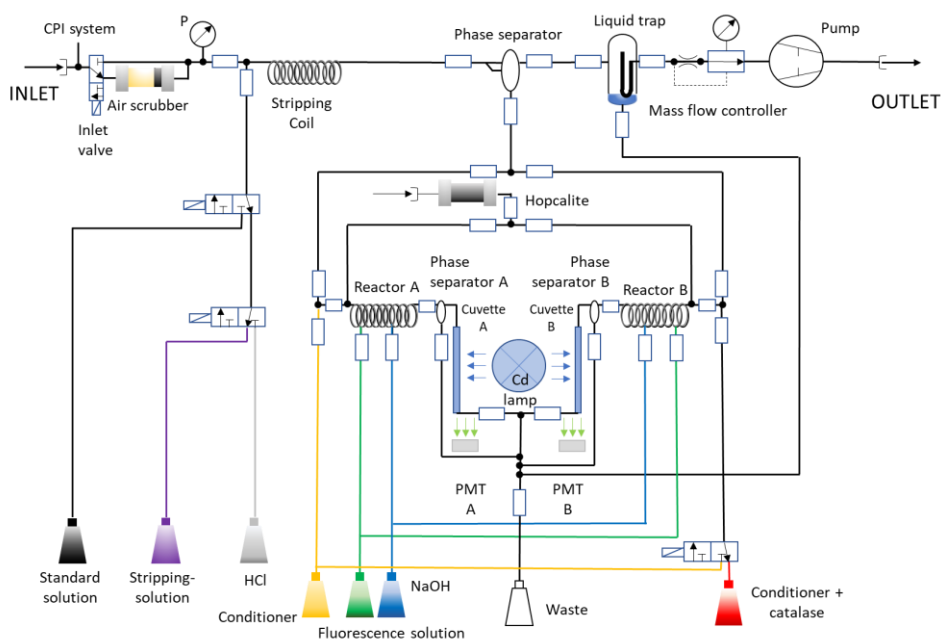 CPI system
P
Phase separator
Liquid trap
Pump
INLET
Air scrubber
Inlet
valve
Stripping
Coil
Mass flow controller
OUTLET
Hopcalite
Phase
separator A
Phase
separator B
Reactor A
Reactor B
Cuvette
A
Cuvette
B
Cd
lamp
PMT
A
PMT
B
Standard
solution
Stripping-
solution
HCl
Conditioner
NaOH
Fluorescence solution
Waste
Conditioner +
catalase